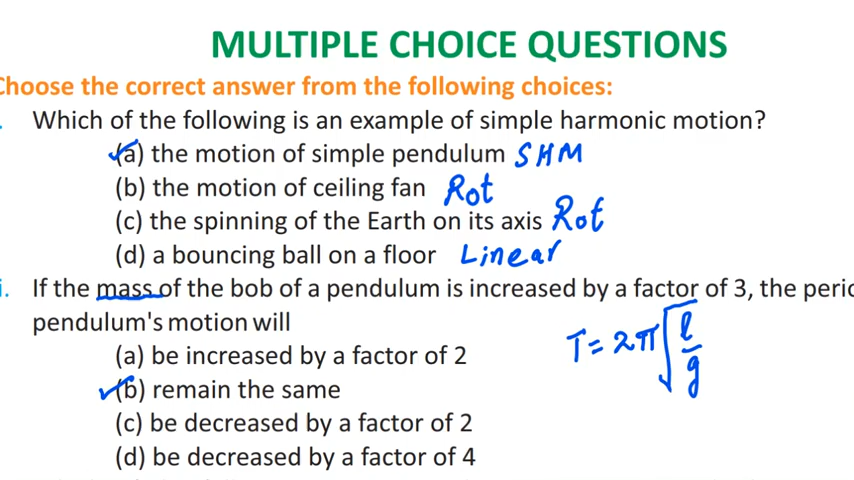 MULTIPLE CHOICE QUESTIONS
Choose the correct answer from the following choices:
. Which of the following is an example of simple harmonic motion?
(a) the motion of simple pendulum SHM
(b) the motion of ceiling fan Rot
(c) the spinning of the Earth on its axis Rot
(d) a bouncing ball on a floor Linear
i. If the mass of the bob of a pendulum is increased by a factor of 3, the perio
pendulum's motion will
T = 2π√(l/g)
(a) be increased by a factor of 2
(b) remain the same
(c) be decreased by a factor of 2
(d) be decreased by a factor of 4